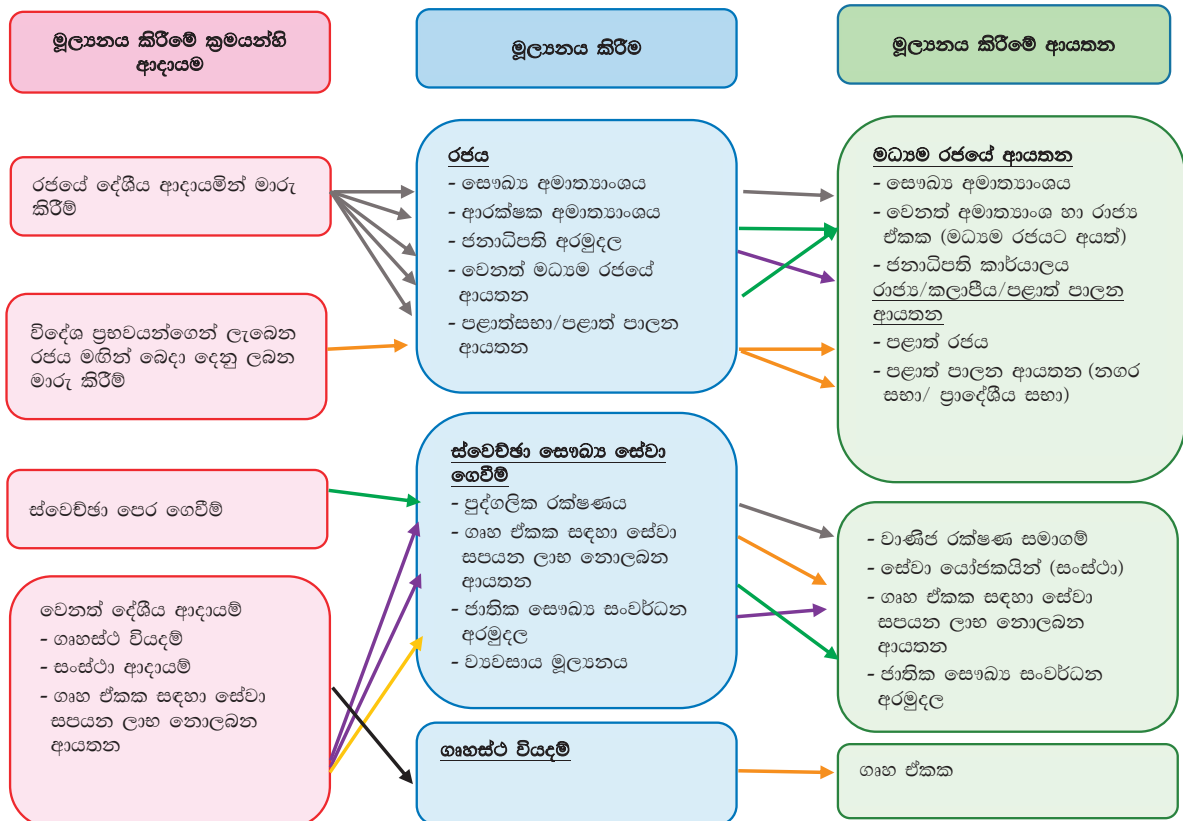 මූල්‍යනය කිරීමේ ක්‍රමයන්හි
ආදායම
රජයේ දේශීය ආදායමින් මාරු
කිරීම්
විදේශ ප්‍රභවයන්ගෙන් ලැබෙන
රජය මඟින් බෙදා දෙනු ලබන
මාරු කිරීම්
ස්වෙච්ඡා පෙර ගෙවීම්
වෙනත් දේශීය ආදායම්
- ගෘහස්ථ වියදම්
- සංස්ථා ආදායම්
- ගෘහ ඒකක සඳහා සේවා
සපයන ලාභ නොලබන
ආයතන
මූල්‍යනය කිරීම
රජය
- සෞඛ්‍ය අමාත්‍යාංශය
- ආරක්ෂක අමාත්‍යාංශය
- ජනාධිපති අරමුදල
- වෙනත් මධ්‍යම රජයේ
ආයතන
- පළාත්සභා/පළාත් පාලන
ආයතන
ස්වෙච්ඡා සෞඛ්‍ය සේවා
ගෙවීම්
- පුද්ගලික රක්ෂණය
- ගෘහ ඒකක සඳහා සේවා
සපයන ලාභ නොලබන
ආයතන
- ජාතික සෞඛ්‍ය සංවර්ධන
අරමුදල
- ව්‍යවසාය මූල්‍යනය
ගෘහස්ථ වියදම්
මූල්‍යනය කිරීමේ ආයතන
මධ්‍යම රජයේ ආයතන
- සෞඛ්‍ය අමාත්‍යාංශය
- වෙනත් අමාත්‍යාංශ හා රාජ්‍ය
ඒකක (මධ්‍යම රජයට අයත්)
- ජනාධිපති කාර්යාලය
රාජ්‍ය/කලාපීය/පළාත් පාලන
ආයතන
- පළාත් රජය
- පළාත් පාලන ආයතන (නගර
සභා/ ප්‍රාදේශීය සභා)
- වාණිජ රක්ෂණ සමාගම්
- සේවා යෝජකයින් (සංස්ථා)
- ගෘහ ඒකක සඳහා සේවා
සපයන ලාභ නොලබන
ආයතන
- ජාතික සෞඛ්‍ය සංවර්ධන
අරමුදල
ගෘහ ඒකක